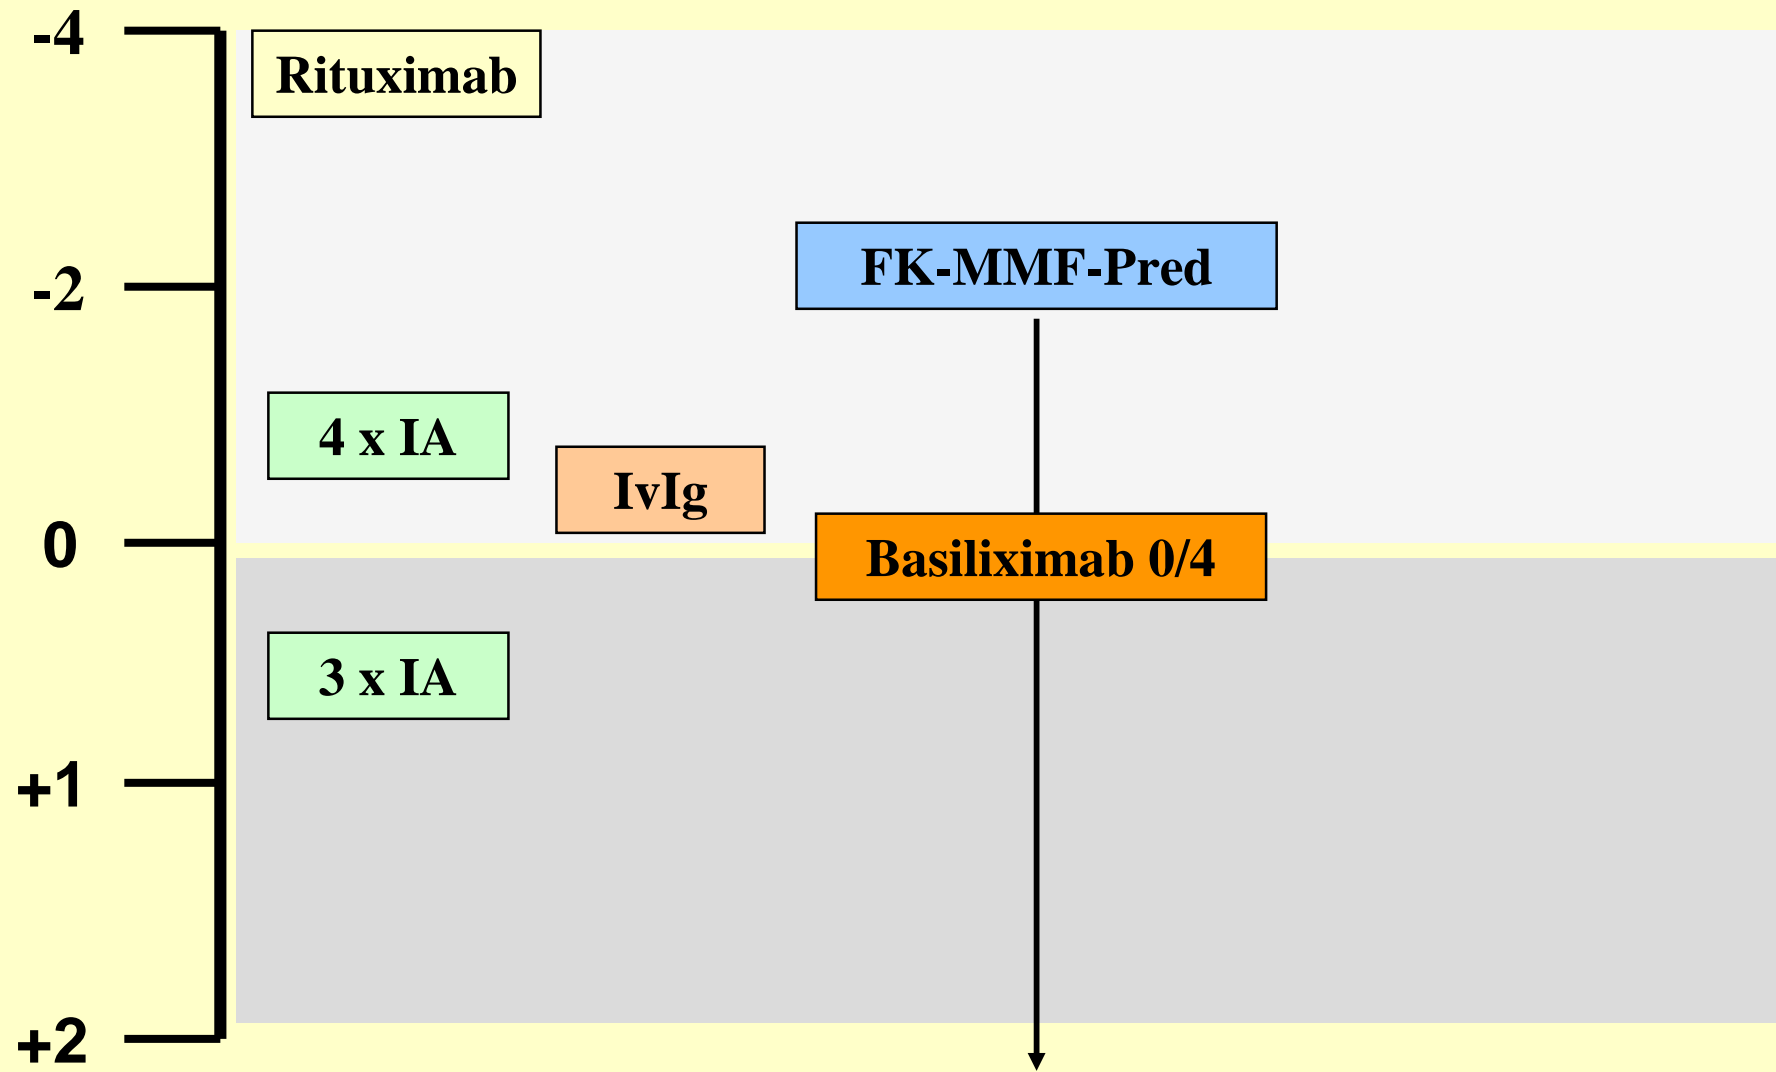 -4
Rituximab
FK-MMF-Pred
-2
4 x IA
IvIg
0
Basiliximab 0/4
3 x IA
+1
+2